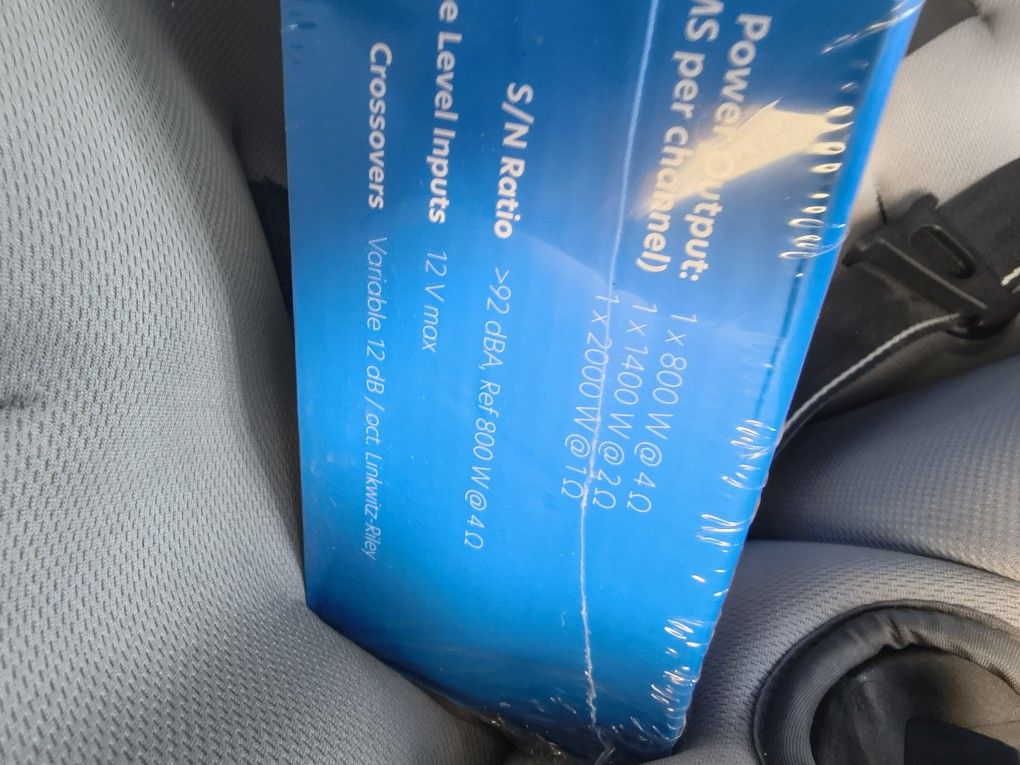 Power Output:
MS per channel) 1 x 800 W @ 4 Ω
1 x 1400 W @ 2 Ω
1 x 2000 W @ 1 Ω
S/N Ratio >92 dBA, Ref 800 W @ 4 Ω
e Level Inputs 12 V max
Crossovers Variable 12 dB / oct. Linkwitz-Riley